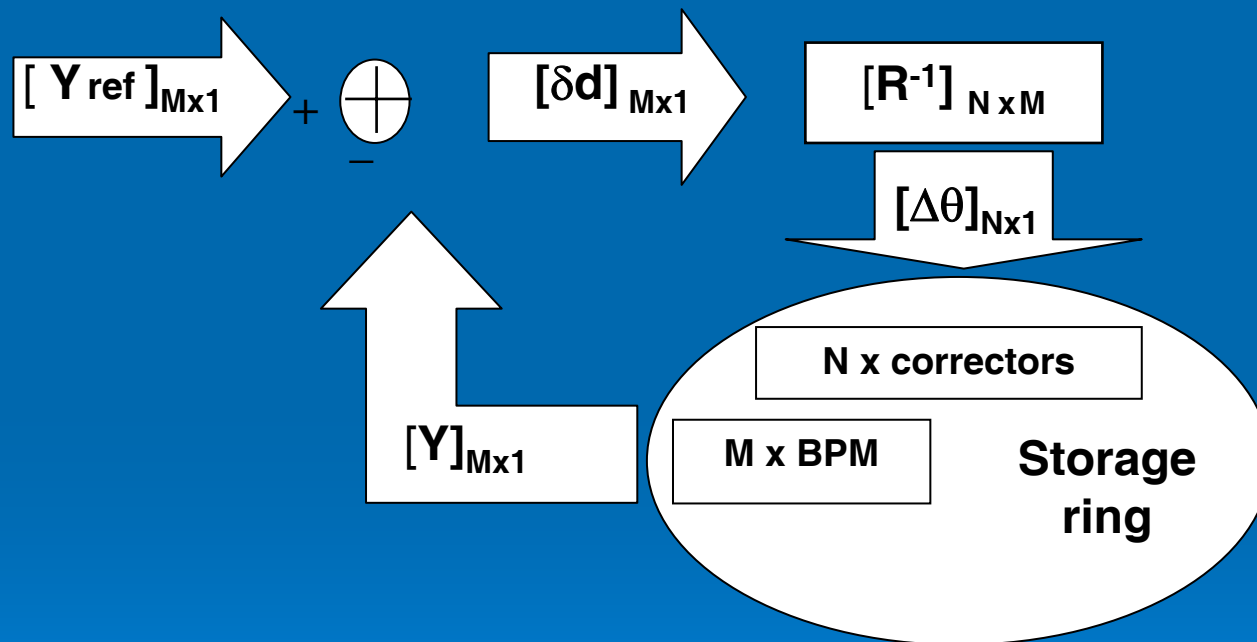 [ Y ref ]Mx1
+
−
[δd] Mx1
[R-1] N x M
[Δθ]Nx1
N x correctors
M x BPM
Storage
ring
[Y]Mx1